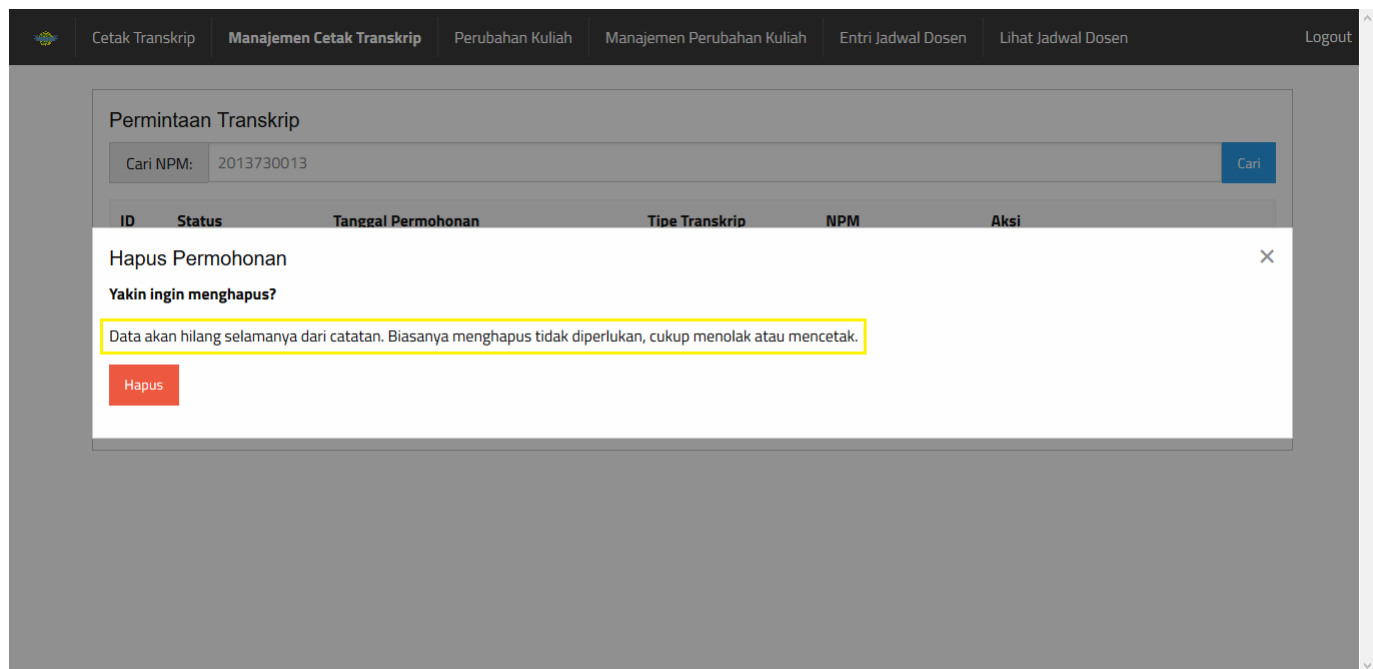 Cetak Transkrip Manajemen Cetak Transkrip Perubahan Kuliah Manajemen Perubahan Kuliah Entri Jadwal Dosen Lihat Jadwal Dosen Logout
Permintaan Transkrip
Cari NPM: 2013730013 Cari
ID Status Tanggal Permohonan Tipe Transkrip NPM Aksi
Hapus Permohonan ×
Yakin ingin menghapus?
Data akan hilang selamanya dari catatan. Biasanya menghapus tidak diperlukan, cukup menolak atau mencetak.
Hapus